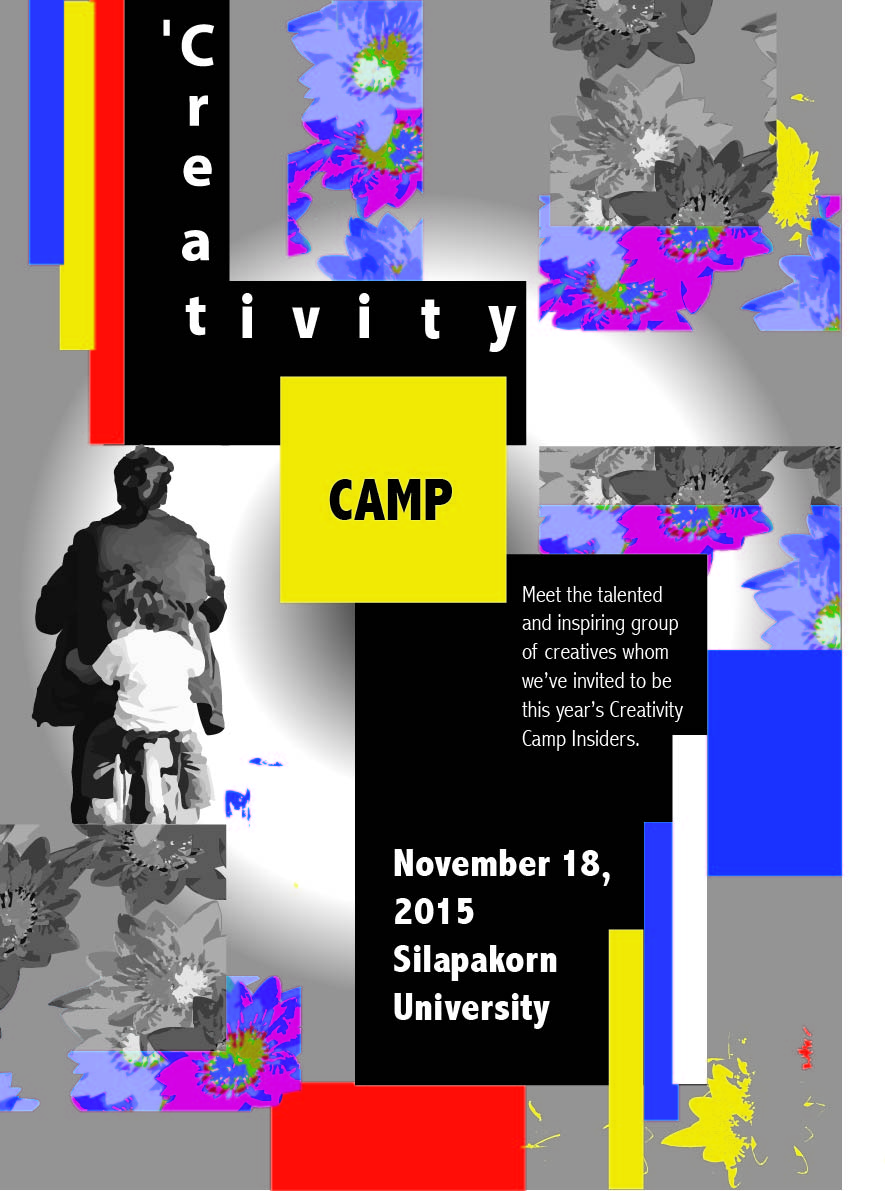 'Creativity
CAMP
Meet the talented
and inspiring group
of creatives whom
we've invited to be
this year's Creativity
Camp Insiders.
November 18,
2015
Silapakorn
University